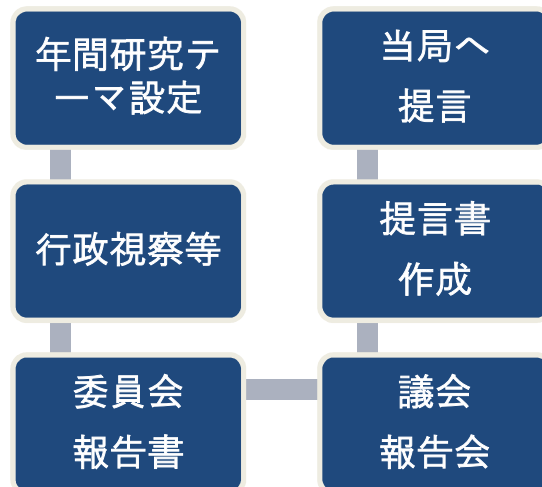 年間研究テ
ーマ設定
行政視察等
委員会
報告書
議会
報告会
提言書
作成
当局へ
提言